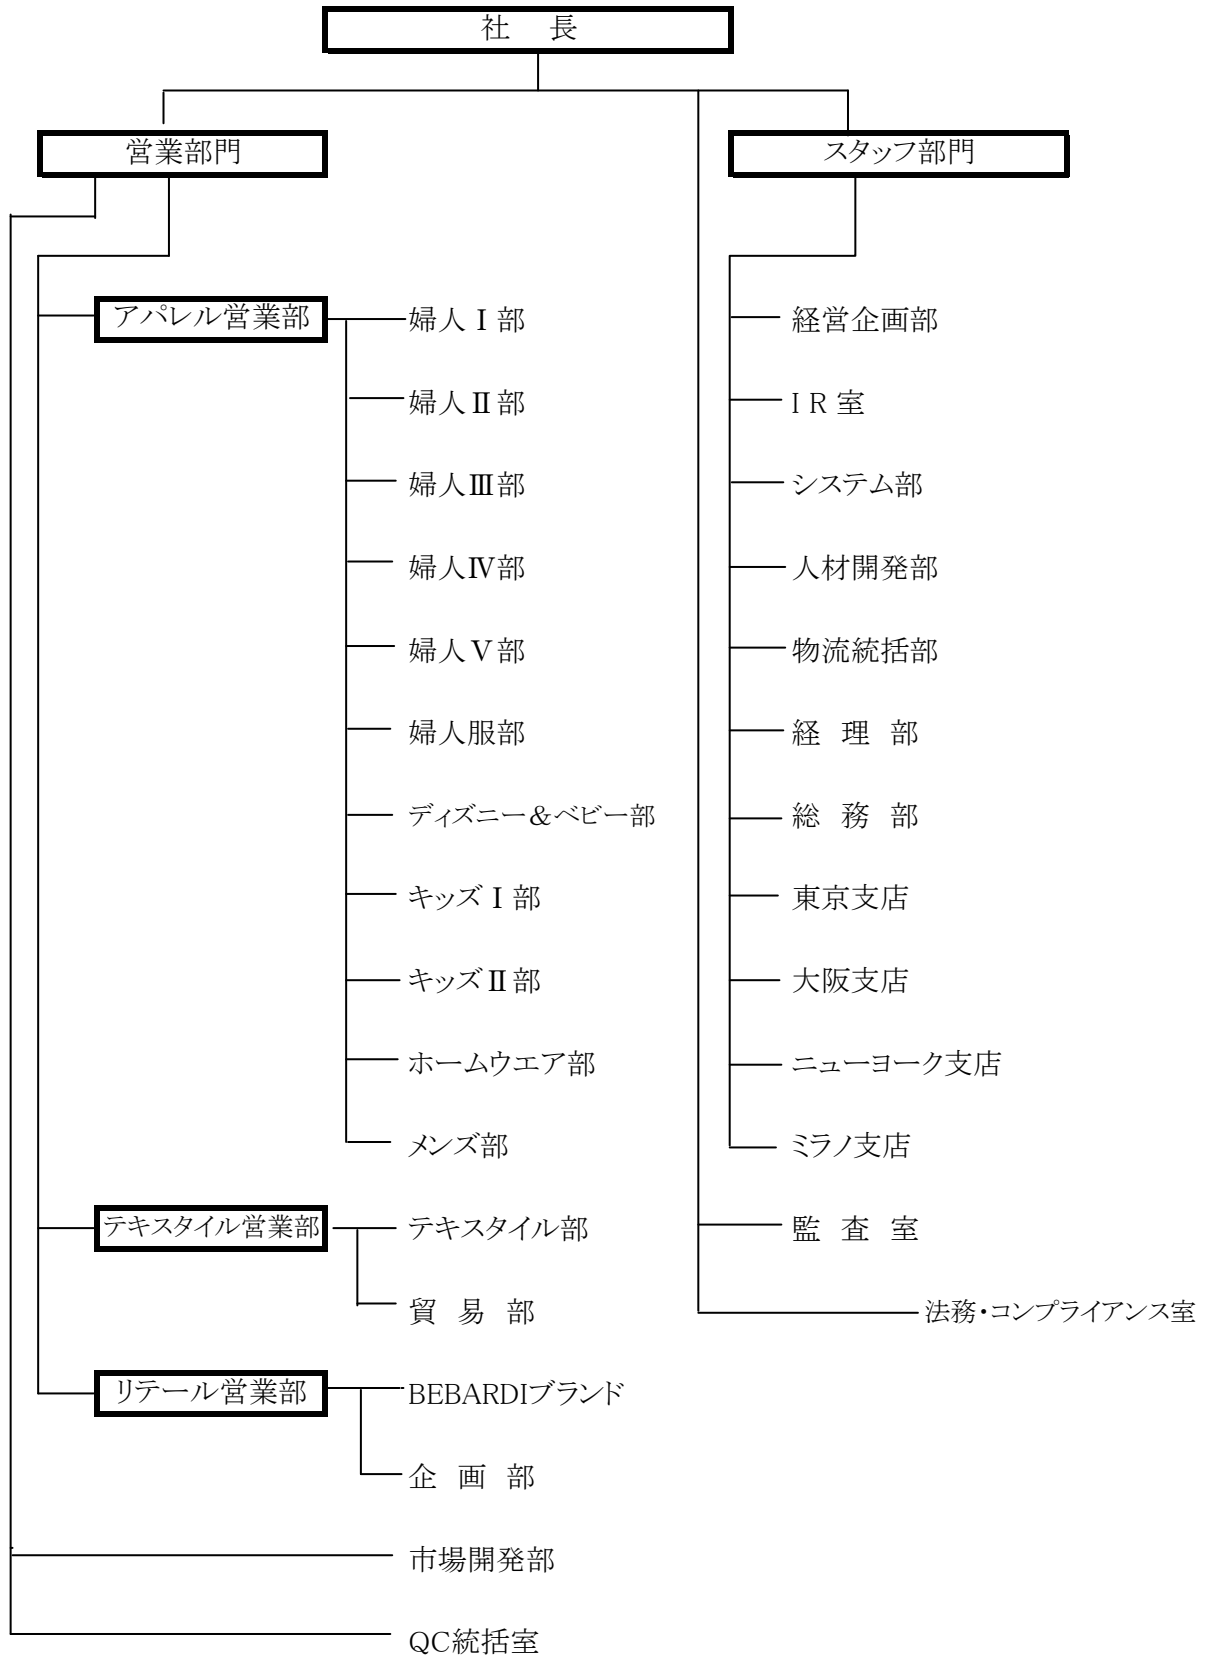 社　長
営業部門
スタッフ部門
アパレル営業部
婦人Ⅰ部
婦人Ⅱ部
婦人Ⅲ部
婦人Ⅳ部
婦人Ⅴ部
婦人服部
ディズニー＆ベビー部
キッズⅠ部
キッズⅡ部
ホームウエア部
メンズ部
テキスタイル営業部
テキスタイル部
貿　易　部
リテール営業部
BEBARDIブランド
企　画　部
市場開発部
QC統括室
経営企画部
ＩＲ室
システム部
人材開発部
物流統括部
経　理　部
総　務　部
東京支店
大阪支店
ニューヨーク支店
ミラノ支店
監　査　室
法務・コンプライアンス室